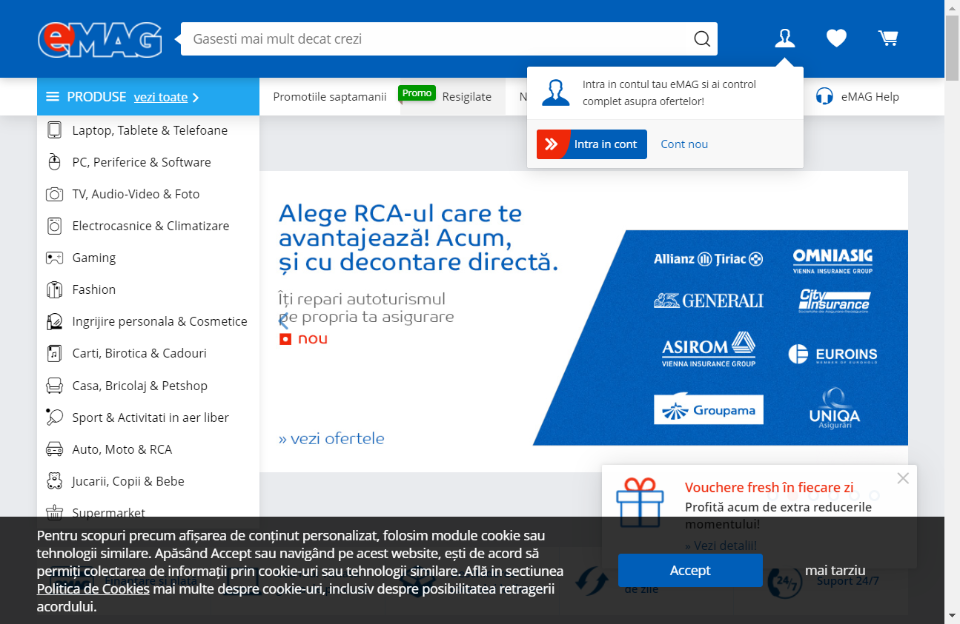 eMAG
Gasesti mai mult decat crezi
Intra in contul tau eMAG si ai control
complet asupra ofertelor!
Intra in cont
Cont nou
PRODUSE vezi toate
Promotiile saptamanii
Promo
Resigilate
N
eMAG Help
Laptop, Tablete & Telefoane
PC, Periferice & Software
TV, Audio-Video & Foto
Electrocasnice & Climatizare
Gaming
Fashion
Ingrijire personala & Cosmetice
Carti, Birotica & Cadouri
Casa, Bricolaj & Petshop
Sport & Activitati in aer liber
Auto, Moto & RCA
Jucarii, Copii & Bebe
Supermarket
Alege RCA-ul care te
avantajează! Acum,
și cu decontare directă.
Îți repari autoturismul
pe propria ta asigurare
nou
» vezi ofertele
Allianz Țiriac
OMNIASIG
VIENNA INSURANCE GROUP
GENERALI
City Insurance
ASIROM
VIENNA INSURANCE GROUP
EUROINS
Groupama
UNIQA
Asigurări
Vouchere fresh în fiecare zi
Profită acum de extra reducerile
momentului!
» Vezi detalii!
Pentru scopuri precum afișarea de conținut personalizat, folosim module cookie sau
tehnologii similare. Apăsând Accept sau navigând pe acest website, ești de acord să
permiți colectarea de informații prin cookie-uri sau tehnologii similare. Află in sectiunea
Politica de Cookies mai multe despre cookie-uri, inclusiv despre posibilitatea retragerii
acordului.
Accept
mai tarziu
de zile
24/7
Suport 24/7